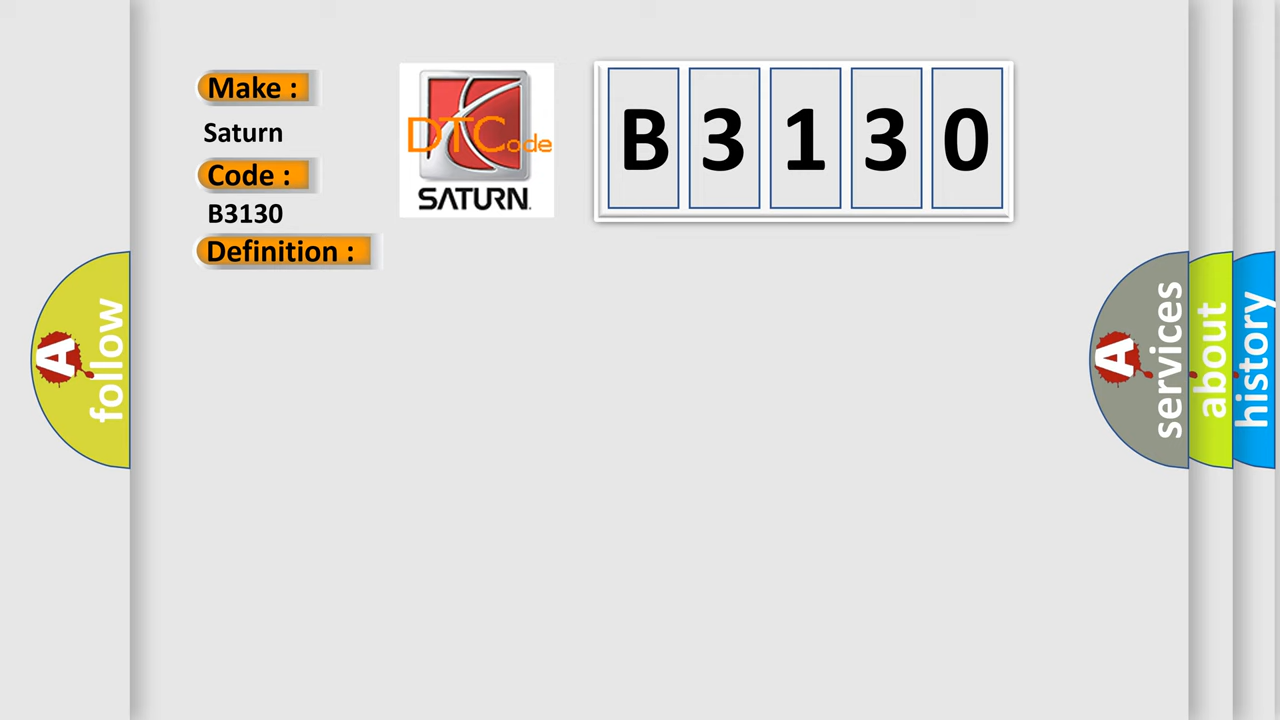 Make :
Saturn
Code :
B3130
Definition :
DTCode
SATURN
B 3 1 3 0
A follow
A services
about
history